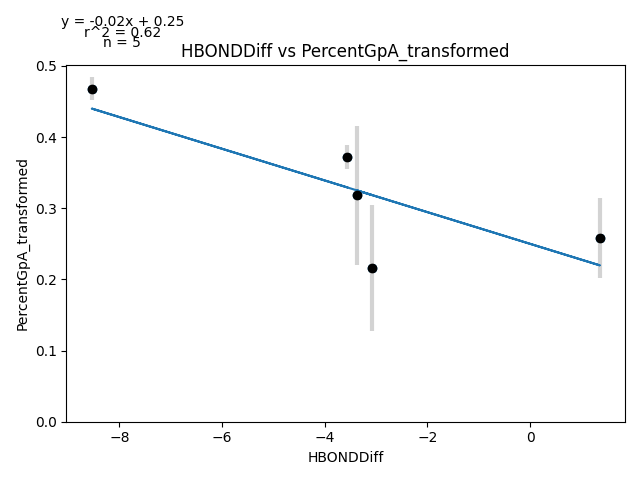 y = -0.02x + 0.25
r^2 = 0.62
n = 5
HBONDDiff vs PercentGpA_transformed
PercentGpA_transformed
0.5
0.4
0.3
0.2
0.1
0.0
−8
−6
−4
−2
0
HBONDDiff